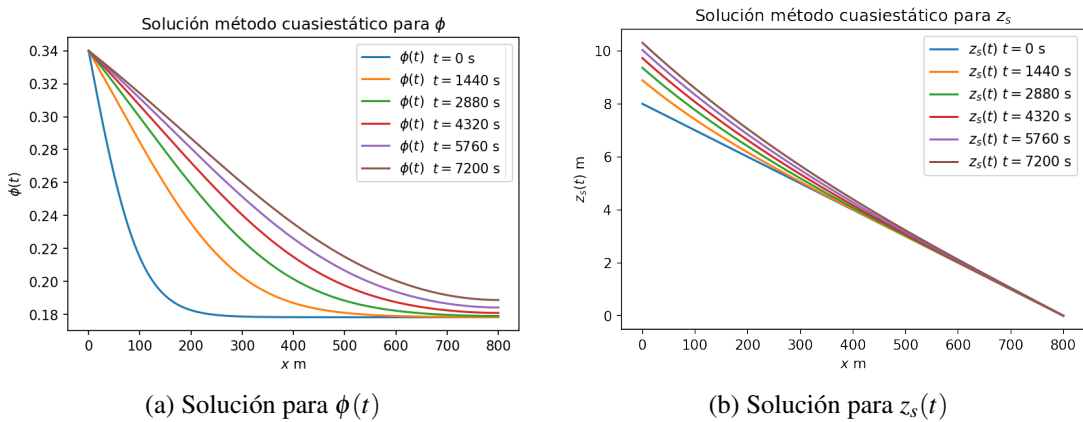 Solución método cuasiestático para ϕ
ϕ(t) t = 0 s
ϕ(t) t = 1440 s
ϕ(t) t = 2880 s
ϕ(t) t = 4320 s
ϕ(t) t = 5760 s
ϕ(t) t = 7200 s
ϕ(t)
0.34
0.32
0.30
0.28
0.26
0.24
0.22
0.20
0.18
0 100 200 300 400 500 600 700 800
x m
(a) Solución para ϕ(t)
Solución método cuasiestático para z_s
z_s(t) t = 0 s
z_s(t) t = 1440 s
z_s(t) t = 2880 s
z_s(t) t = 4320 s
z_s(t) t = 5760 s
z_s(t) t = 7200 s
z_s(t) m
10
8
6
4
2
0
0 100 200 300 400 500 600 700 800
x m
(b) Solución para z_s(t)